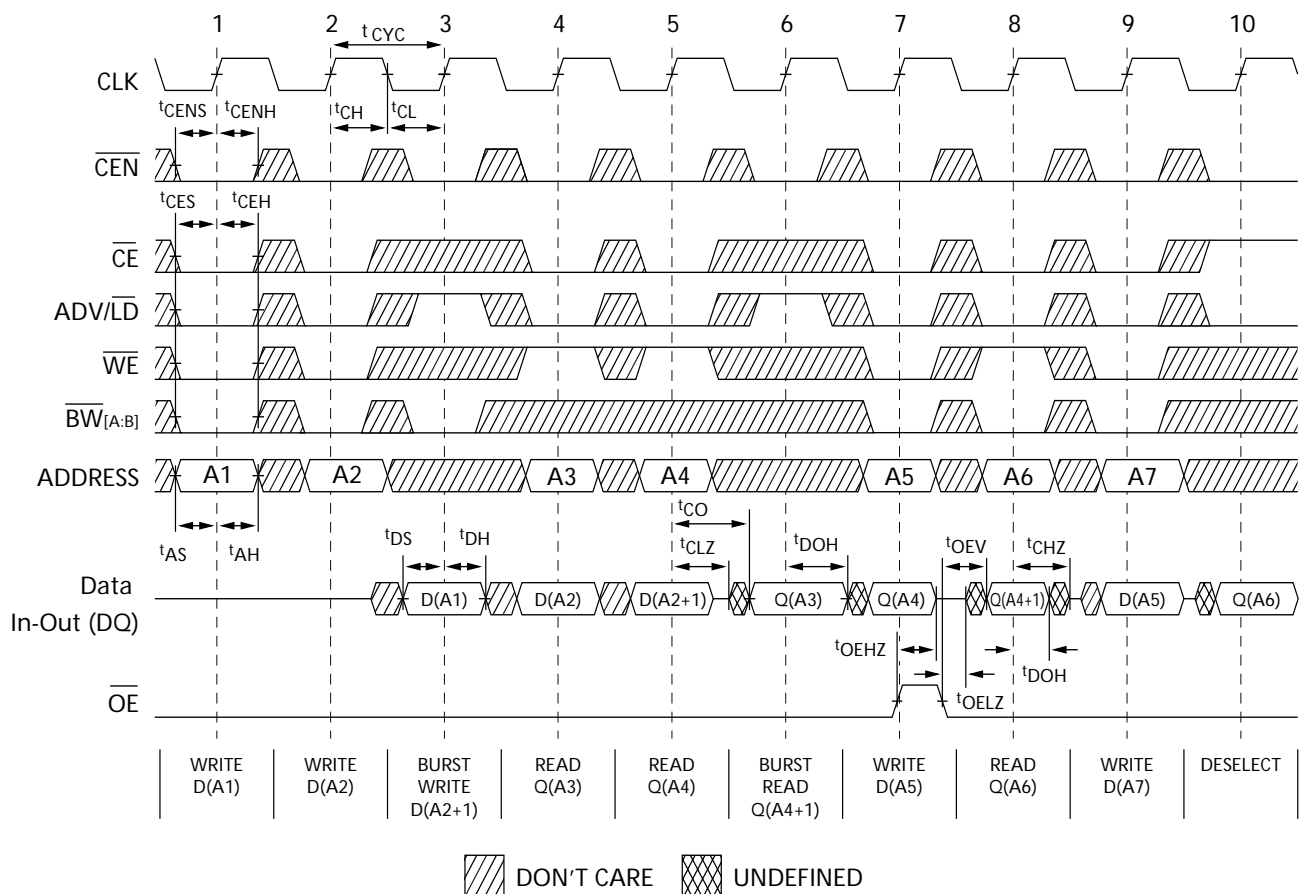 1 2 3 4 5 6 7 8 9 10
tCYC
CLK
tCENS tCENH tCH tCL
CEN
tCES tCEH
CE
ADV/LD
WE
BW[A:B]
ADDRESS A1 A2 A3 A4 A5 A6 A7
tCO
tAS tAH tDS tDH tCLZ tDOH tOEV tCHZ
Data
In-Out (DQ)
D(A1) D(A2) D(A2+1) Q(A3) Q(A4) Q(A4+1) D(A5) Q(A6)
tOEHZ tDOH
tOELZ
OE
WRITE
D(A1)
WRITE
D(A2)
BURST
WRITE
D(A2+1)
READ
Q(A3)
READ
Q(A4)
BURST
READ
Q(A4+1)
WRITE
D(A5)
READ
Q(A6)
WRITE
D(A7)
DESELECT
DON'T CARE
UNDEFINED